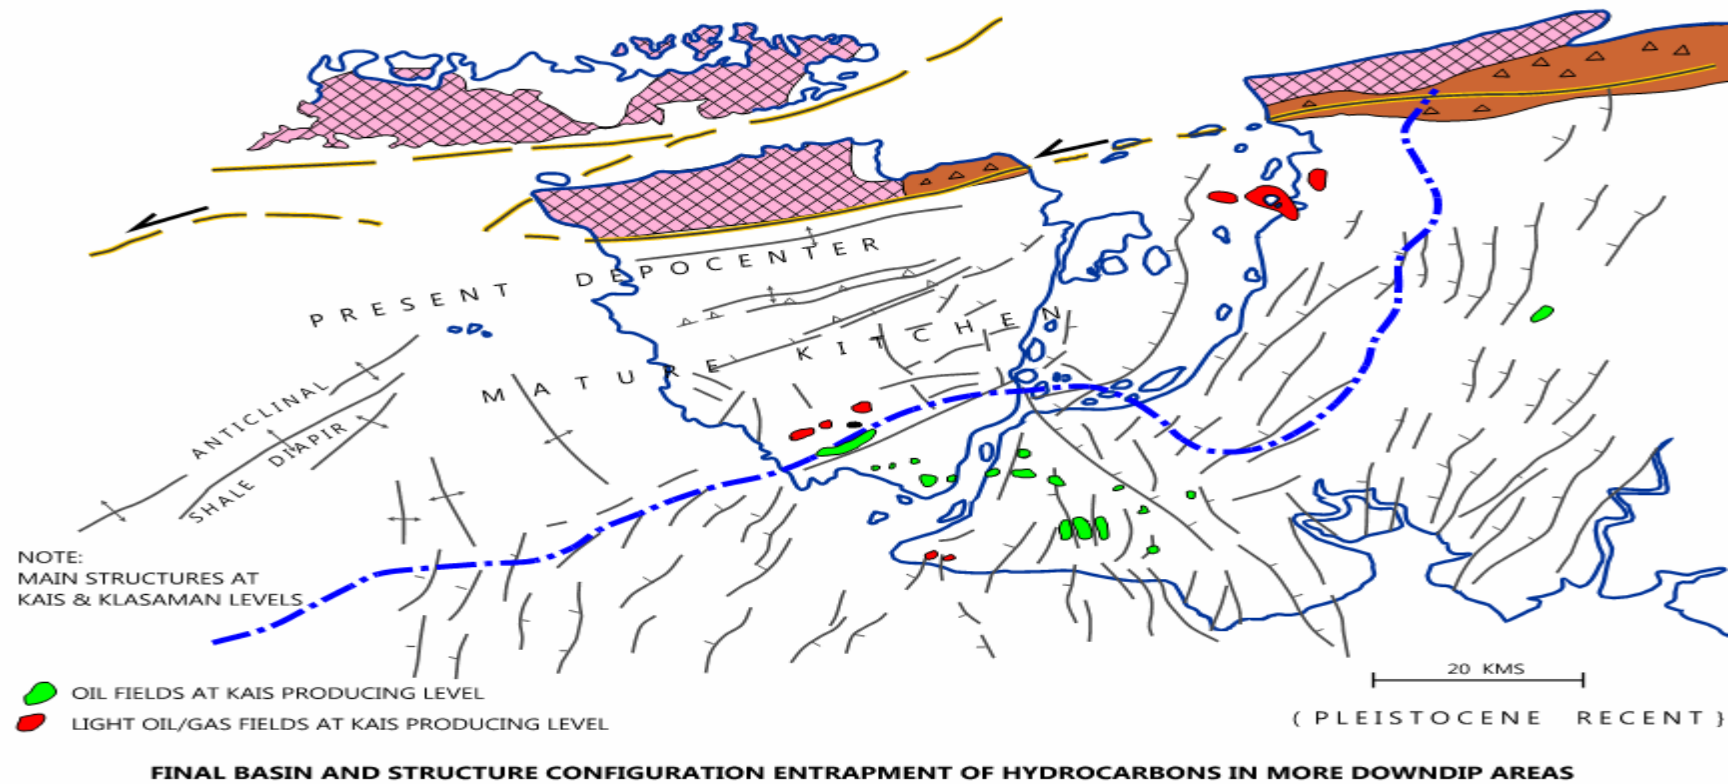 PRESENT DEPOCENTER
MATURE KITCHEN
ANTICLINAL
SHALE DIAPIR
NOTE:
MAIN STRUCTURES AT
KAIS & KLASAMAN LEVELS
OIL FIELDS AT KAIS PRODUCING LEVEL
LIGHT OIL/GAS FIELDS AT KAIS PRODUCING LEVEL
20 KMS
( PLEISTOCENE RECENT }
FINAL BASIN AND STRUCTURE CONFIGURATION ENTRAPMENT OF HYDROCARBONS IN MORE DOWNDIP AREAS